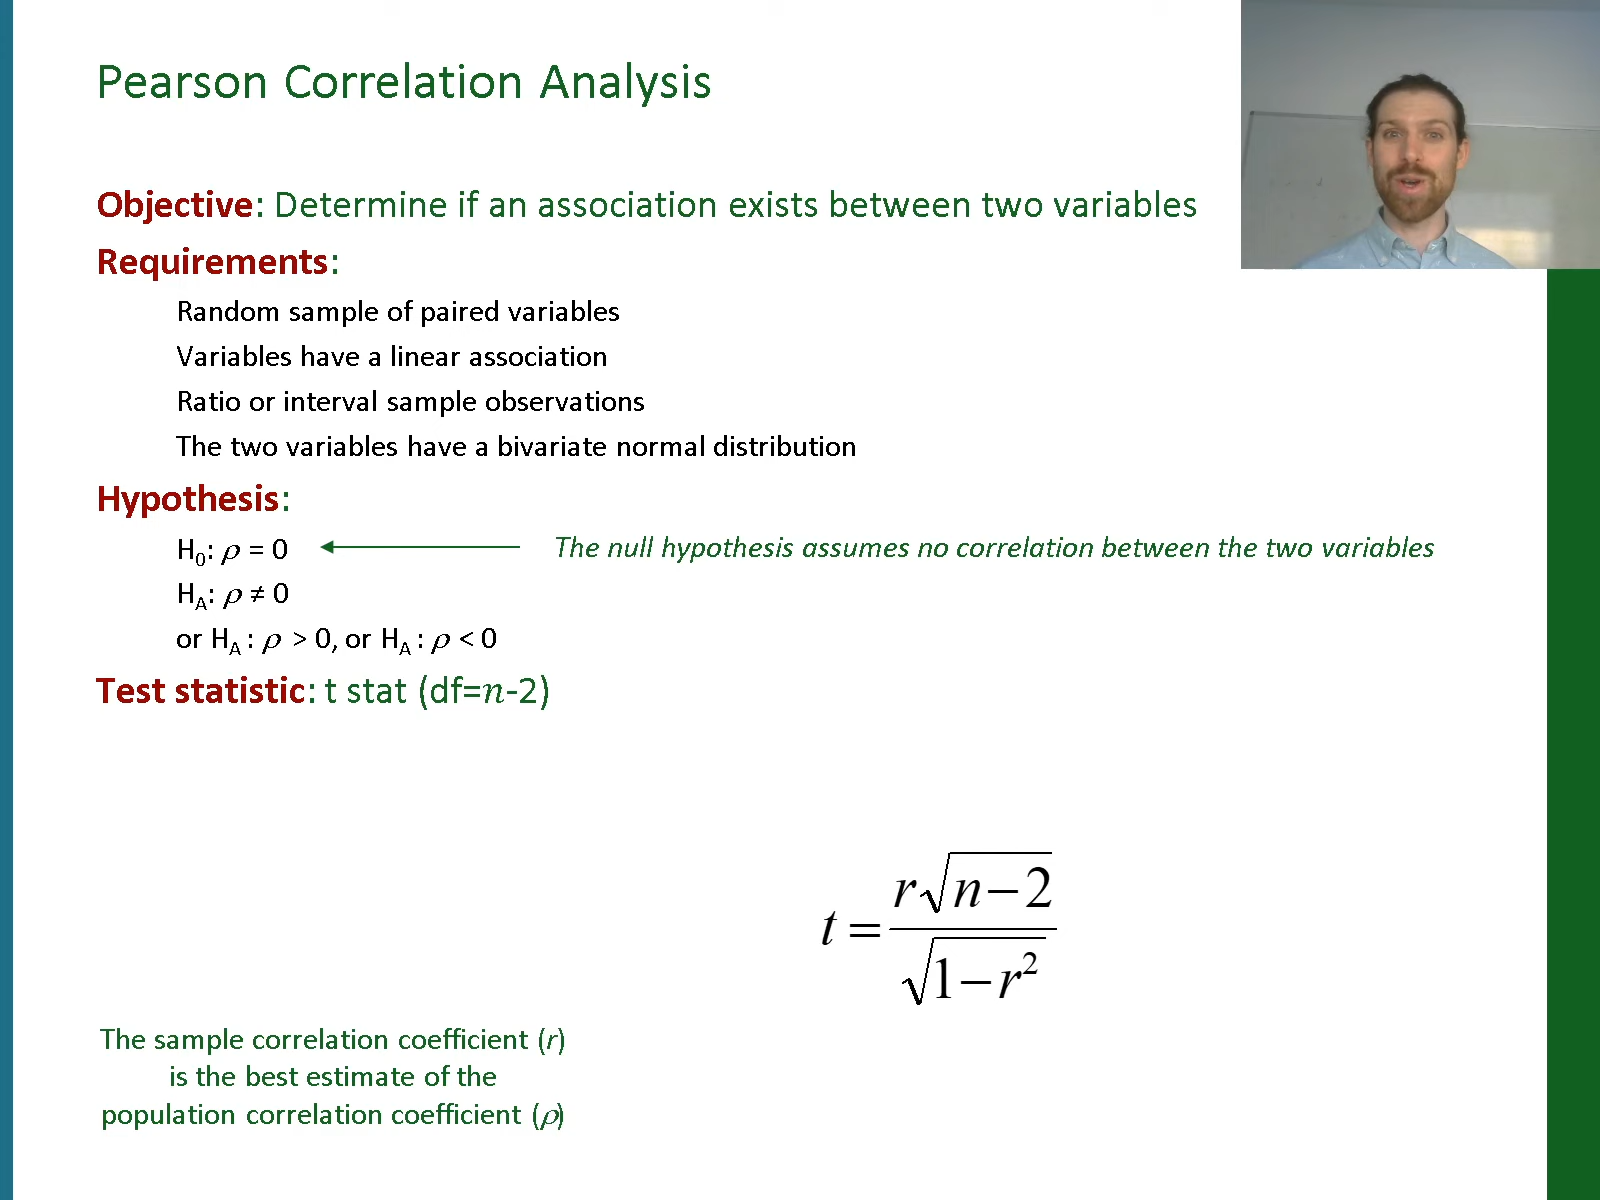 Pearson Correlation Analysis
Objective: Determine if an association exists between two variables
Requirements:
Random sample of paired variables
Variables have a linear association
Ratio or interval sample observations
The two variables have a bivariate normal distribution
Hypothesis:
H₀: ρ = 0
The null hypothesis assumes no correlation between the two variables
H_A: ρ ≠ 0
or H_A : ρ > 0, or H_A : ρ < 0
Test statistic: t stat (df=n-2)
t = r√(n−2) / √(1−r²)
The sample correlation coefficient (r)
is the best estimate of the
population correlation coefficient (ρ)